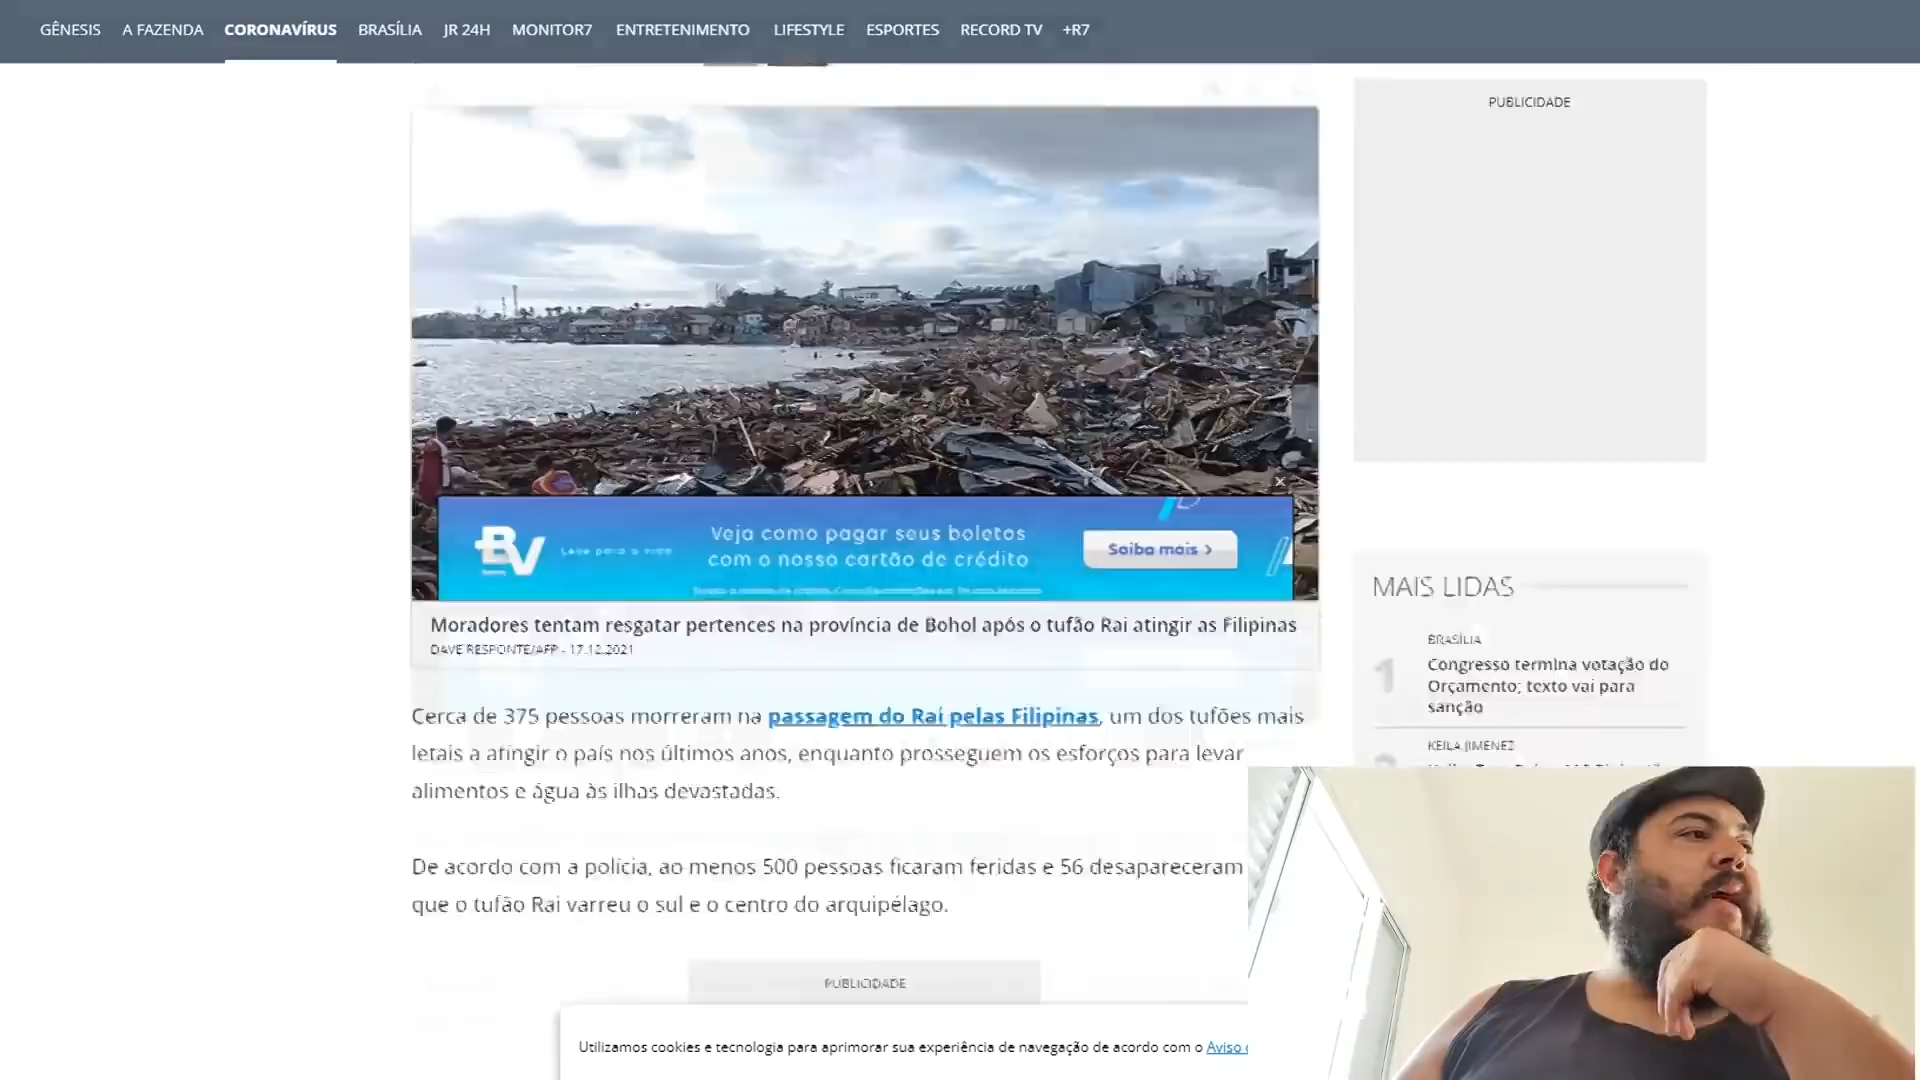 GÊNESIS A FAZENDA CORONAVÍRUS BRASÍLIA JR 24H MONITOR7 ENTRETENIMENTO LIFESTYLE ESPORTES RECORD TV +R7
PUBLICIDADE
BV
Leve para a vida
Veja como pagar seus boletos
com o nosso cartão de crédito
Saiba mais >
Moradores tentam resgatar pertences na província de Bohol após o tufão Rai atingir as Filipinas
DAVE RESPONTE/AFP - 17.12.2021
Cerca de 375 pessoas morreram na passagem do Rai pelas Filipinas, um dos tufões mais
letais a atingir o país nos últimos anos, enquanto prosseguem os esforços para levar
alimentos e água às ilhas devastadas.
De acordo com a polícia, ao menos 500 pessoas ficaram feridas e 56 desapareceram
que o tufão Rai varreu o sul e o centro do arquipélago.
PUBLICIDADE
Utilizamos cookies e tecnologia para aprimorar sua experiência de navegação de acordo com o Aviso
MAIS LIDAS
BRASÍLIA
1
Congresso termina votação do
Orçamento; texto vai para
sanção
KEILA JIMENEZ